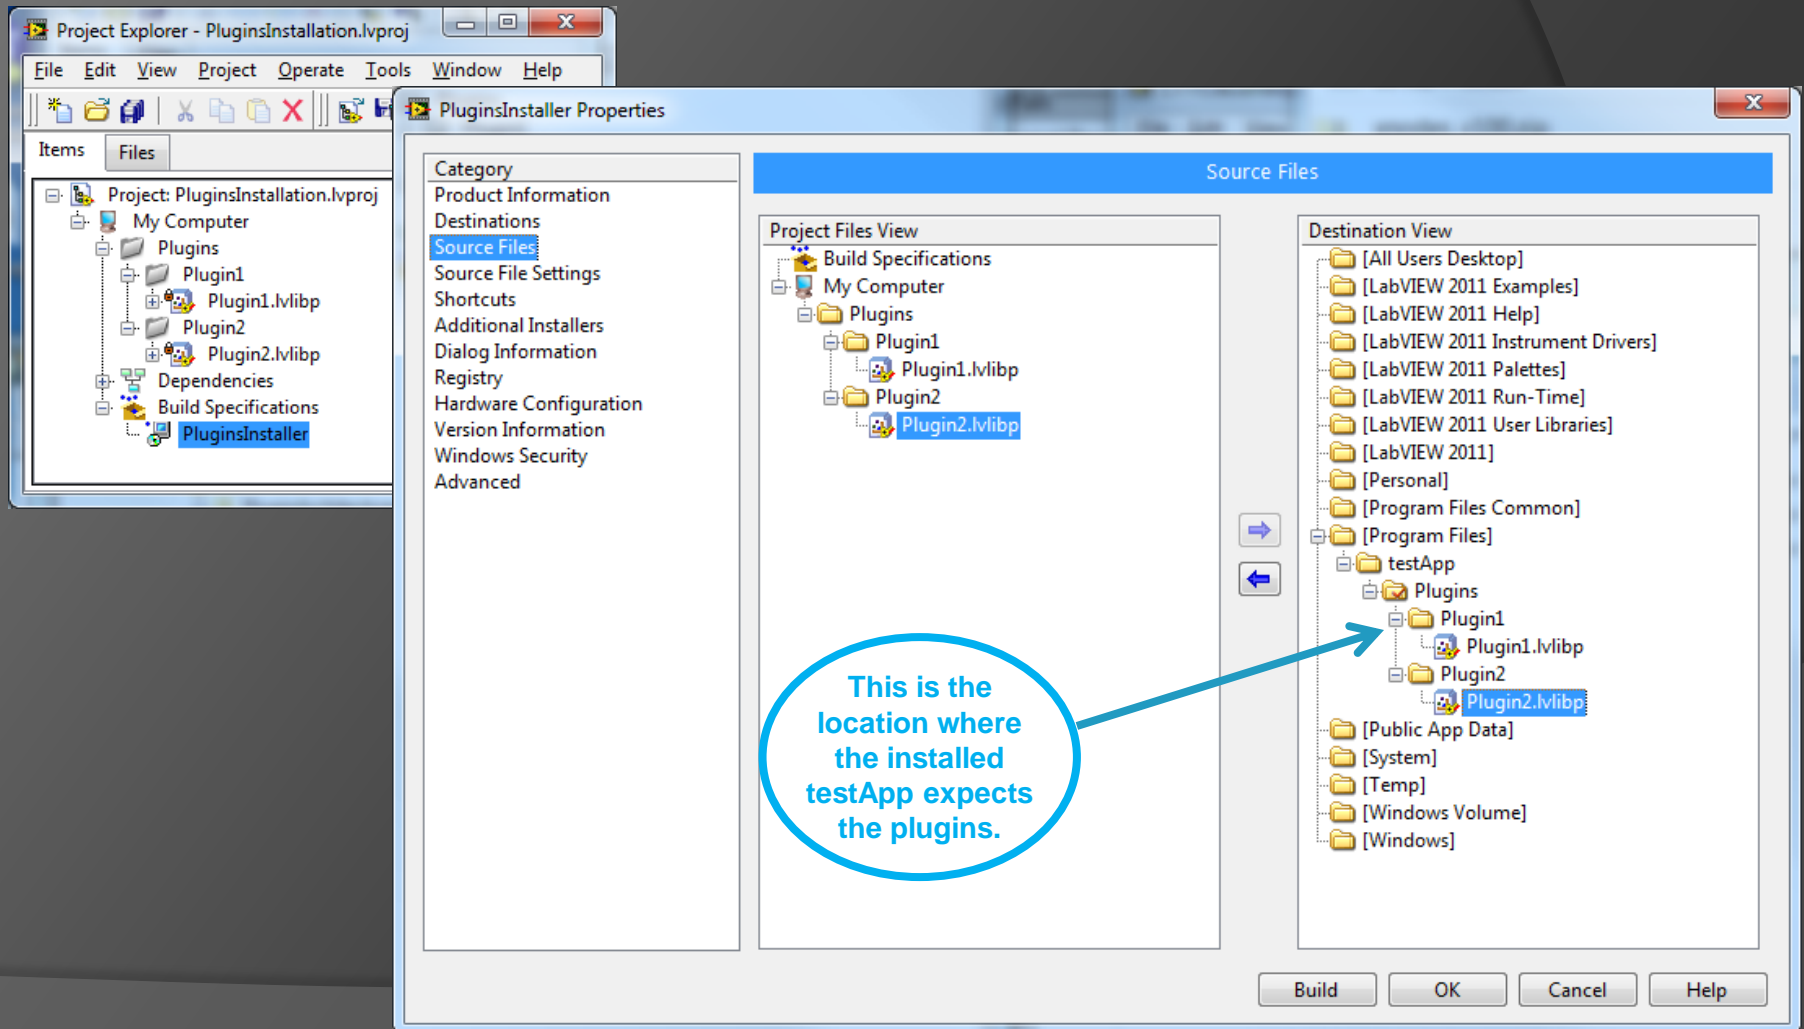 Project Explorer - PluginsInstallation.lvproj
File Edit View Project Operate Tools Window Help
Items Files
Project: PluginsInstallation.lvproj
My Computer
Plugins
Plugin1
Plugin1.lvlibp
Plugin2
Plugin2.lvlibp
Dependencies
Build Specifications
PluginsInstaller
PluginsInstaller Properties
Category
Product Information
Destinations
Source Files
Source File Settings
Shortcuts
Additional Installers
Dialog Information
Registry
Hardware Configuration
Version Information
Windows Security
Advanced
Source Files
Project Files View
Build Specifications
My Computer
Plugins
Plugin1
Plugin1.lvlibp
Plugin2
Plugin2.lvlibp
This is the
location where
the installed
testApp expects
the plugins.
Destination View
[All Users Desktop]
[LabVIEW 2011 Examples]
[LabVIEW 2011 Help]
[LabVIEW 2011 Instrument Drivers]
[LabVIEW 2011 Palettes]
[LabVIEW 2011 Run-Time]
[LabVIEW 2011 User Libraries]
[LabVIEW 2011]
[Personal]
[Program Files Common]
[Program Files]
testApp
Plugins
Plugin1
Plugin1.lvlibp
Plugin2
Plugin2.lvlibp
[Public App Data]
[System]
[Temp]
[Windows Volume]
[Windows]
Build OK Cancel Help